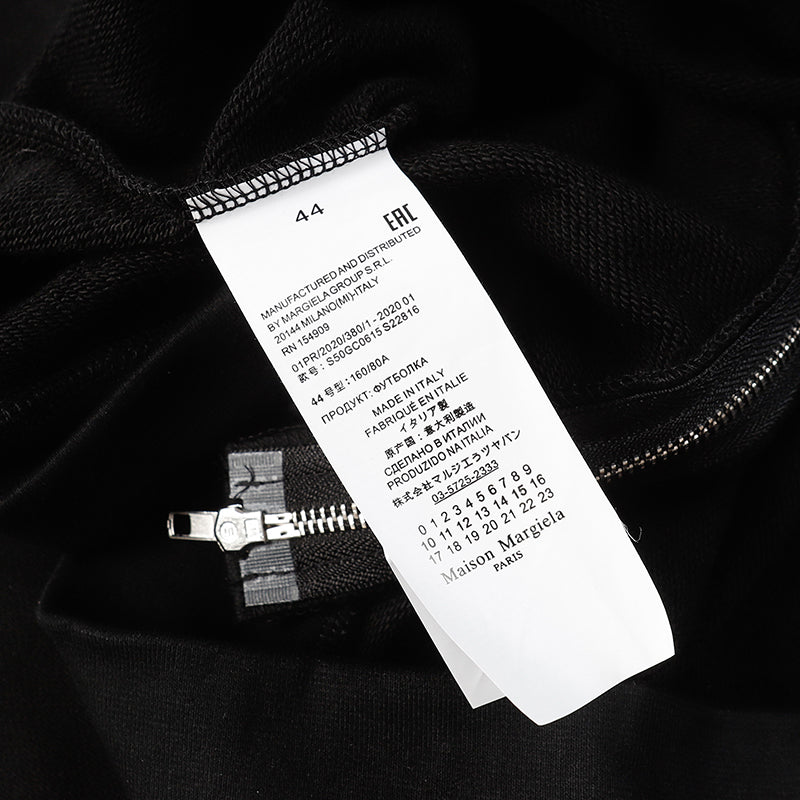 44
EAC
MANUFACTURED AND DISTRIBUTED
BY MARGIELA GROUP S.R.L.
20144 MILANO(MI)-ITALY
RN 154909
01PR/2020/380/1 - 2020 01
款号 : S50GC0615 S22816
44 号型 : 160/80A
ПРОДУКТ: ФУТБОЛКА
MADE IN ITALY
FABRIQUÉ EN ITALIE
イタリア製
原产国 : 意大利製造
СДЕЛАНО В ИТАЛИИ
PRODUZIDO NA ITALIA
株式会社マルジエラジャパン
03-5725-2333
0 1 2 3 4 5 6 7 8 9
10 11 12 13 14 15 16
17 18 19 20 21 22 23
Maison Margiela
PARIS